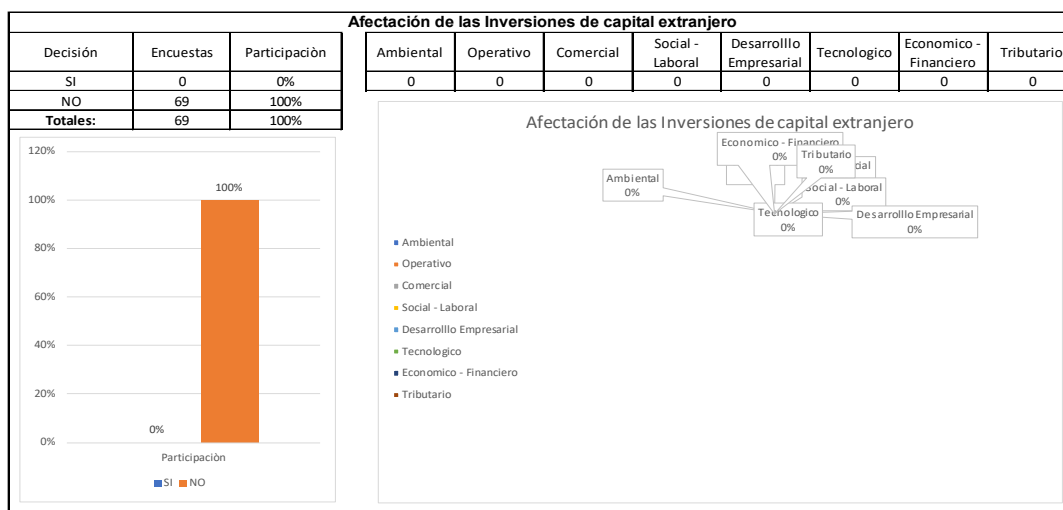 Afectación de las Inversiones de capital extranjero
Decisión Encuestas Participaciòn
SI 0 0%
NO 69 100%
Totales: 69 100%
Ambiental Operativo Comercial Social - Laboral Desarrolllo Empresarial Tecnologico Economico - Financiero Tributario
0 0 0 0 0 0 0 0
120%
100%
80%
60%
40%
20%
0%
0%
100%
Participaciòn
SI NO
Afectación de las Inversiones de capital extranjero
Economico - Financiero
0%
Tributario
0%
Ambiental
0%
Social - Laboral
0%
Tecnologico
0%
Desarrolllo Empresarial
0%
Ambiental
Operativo
Comercial
Social - Laboral
Desarrolllo Empresarial
Tecnologico
Economico - Financiero
Tributario